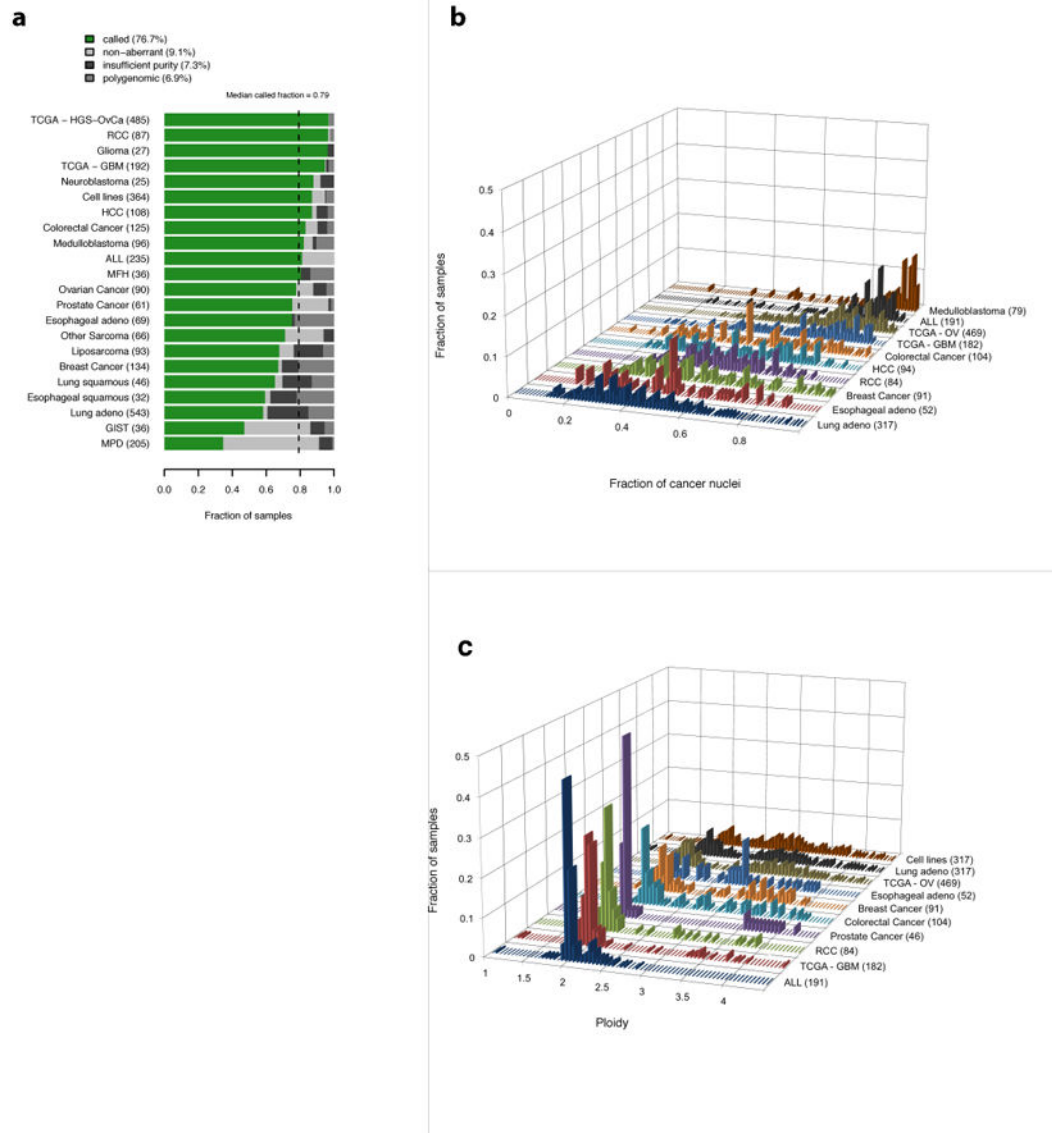 a
called (76.7%)
non-aberrant (9.1%)
insufficient purity (7.3%)
polygenomic (6.9%)
Median called fraction = 0.79
TCGA - HGS-OvCa (485)
RCC (87)
Glioma (27)
TCGA - GBM (192)
Neuroblastoma (25)
Cell lines (364)
HCC (108)
Colorectal Cancer (125)
Medulloblastoma (96)
ALL (235)
MFH (36)
Ovarian Cancer (90)
Prostate Cancer (61)
Esophageal adeno (69)
Other Sarcoma (66)
Liposarcoma (93)
Breast Cancer (134)
Lung squamous (46)
Esophageal squamous (32)
Lung adeno (543)
GIST (36)
MPD (205)
0.0 0.2 0.4 0.6 0.8 1.0
Fraction of samples
b
0.5
0.4
0.3
0.2
0.1
0
Fraction of samples
0 0.2 0.4 0.6 0.8
Fraction of cancer nuclei
Medulloblastoma (79)
ALL (191)
TCGA - OV (469)
TCGA - GBM (182)
Colorectal Cancer (104)
HCC (94)
RCC (84)
Breast Cancer (91)
Esophageal adeno (52)
Lung adeno (317)
c
0.5
0.4
0.3
0.2
0.1
0
Fraction of samples
1 1.5 2 2.5 3 3.5 4
Ploidy
Cell lines (317)
Lung adeno (317)
TCGA - OV (469)
Esophageal adeno (52)
Breast Cancer (91)
Colorectal Cancer (104)
Prostate Cancer (46)
RCC (84)
TCGA - GBM (182)
ALL (191)